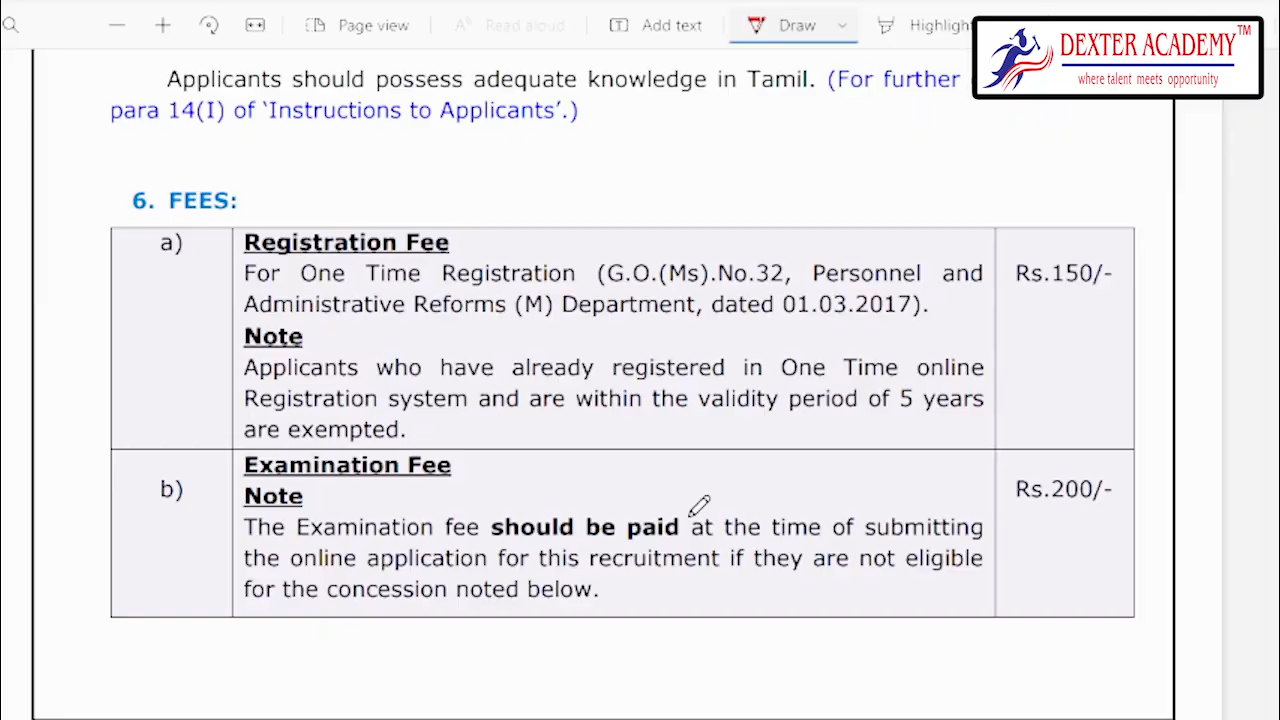 Page view
Read aloud
Add text
Draw
Highligh
DEXTER ACADEMY™
where talent meets opportunity
Applicants should possess adequate knowledge in Tamil. (For further
para 14(I) of ‘Instructions to Applicants’.)
6. FEES:
a)
Registration Fee
For One Time Registration (G.O.(Ms).No.32, Personnel and
Administrative Reforms (M) Department, dated 01.03.2017).
Rs.150/-
Note
Applicants who have already registered in One Time online
Registration system and are within the validity period of 5 years
are exempted.
b)
Examination Fee
Note
Rs.200/-
The Examination fee should be paid at the time of submitting
the online application for this recruitment if they are not eligible
for the concession noted below.